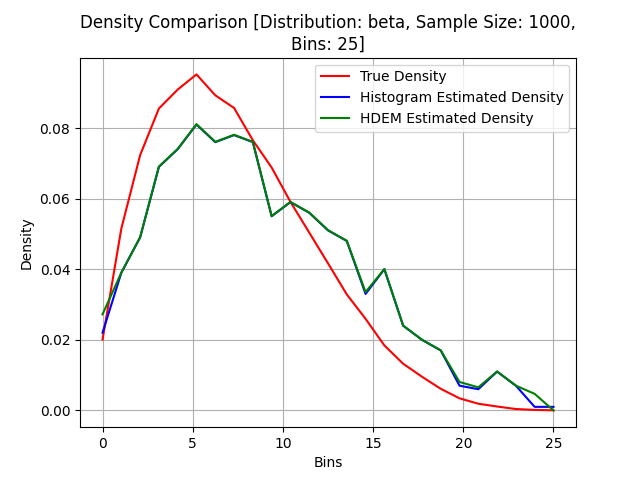 Density Comparison [Distribution: beta, Sample Size: 1000,
Bins: 25]
True Density
Histogram Estimated Density
HDEM Estimated Density
Density
0.08
0.06
0.04
0.02
0.00
0 5 10 15 20 25
Bins